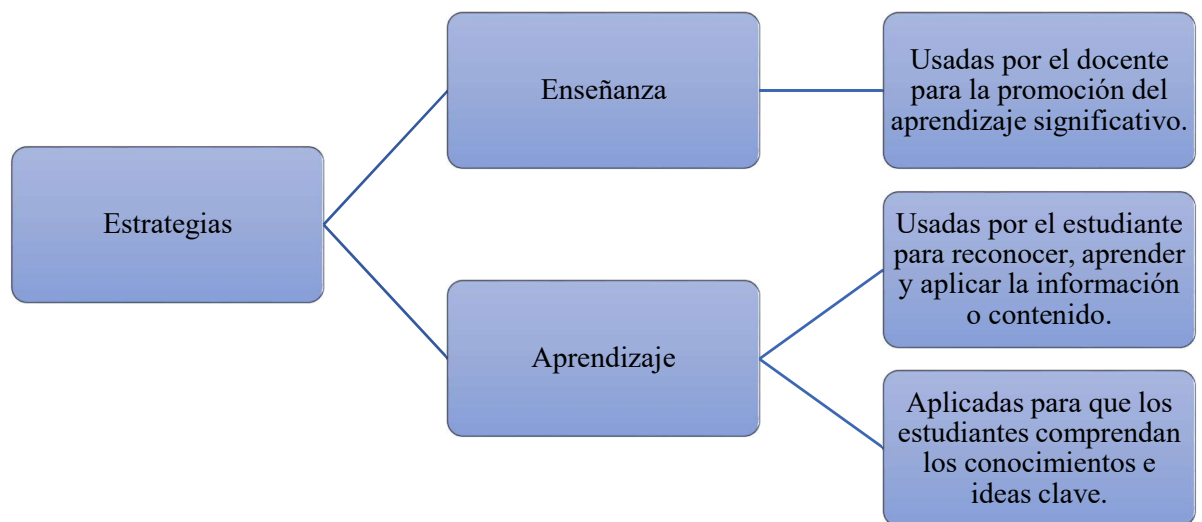 Estrategias
Enseñanza
Usadas por el docente
para la promoción del
aprendizaje significativo.
Aprendizaje
Usadas por el estudiante
para reconocer, aprender
y aplicar la información
o contenido.
Aplicadas para que los
estudiantes comprendan
los conocimientos e
ideas clave.